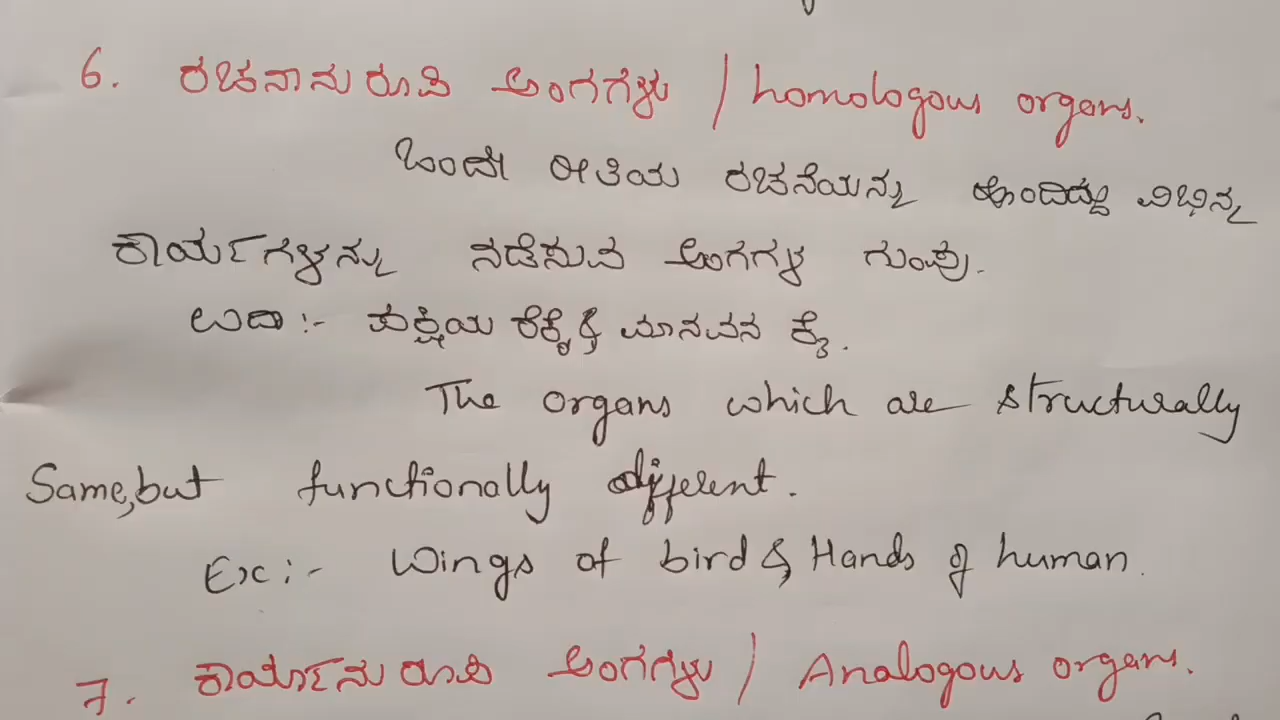 6. ರಚನಾನುರೂಪಿ ಅಂಗಗಳು / homologous organs.
ಒಂದೇ ರೀತಿಯ ರಚನೆಯನ್ನು ಹೊಂದಿದ್ದು ವಿಭಿನ್ನ
ಕಾರ್ಯಗಳನ್ನು ನಡೆಸುವ ಅಂಗಗಳ ಗುಂಪು.
ಉದಾ :- ಪಕ್ಷಿಯ ರೆಕ್ಕೆ & ಮಾನವನ ಕೈ.
The organs which are structurally
Same, but functionally different.
Ex :- Wings of bird & Hands of human.
7. ಕಾರ್ಯಾನುರೂಪಿ ಅಂಗಗಳು / Analogous organs.